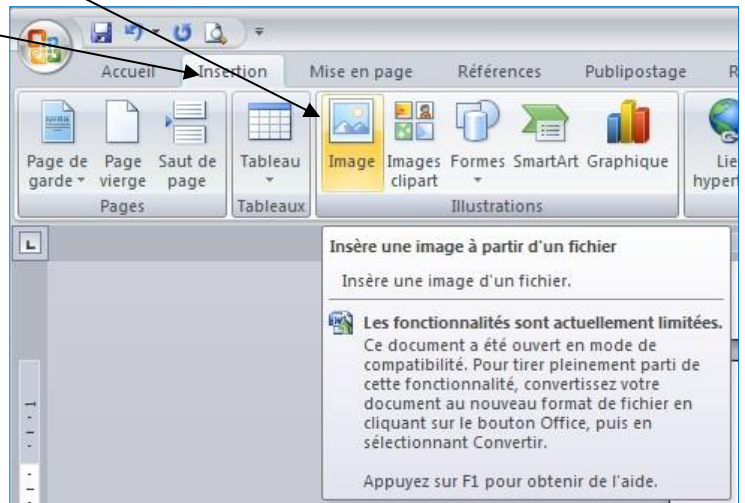 Accueil Insertion Mise en page Références Publipostage R
Page de garde Page vierge Saut de page Tableau Image Images clipart Formes SmartArt Graphique Lie hypert
Pages Tableaux Illustrations
L
Insère une image à partir d'un fichier
Insère une image d'un fichier.
Les fonctionnalités sont actuellement limitées.
Ce document a été ouvert en mode de
compatibilité. Pour tirer pleinement parti de
cette fonctionnalité, convertissez votre
document au nouveau format de fichier en
cliquant sur le bouton Office, puis en
sélectionnant Convertir.
Appuyez sur F1 pour obtenir de l'aide.
1